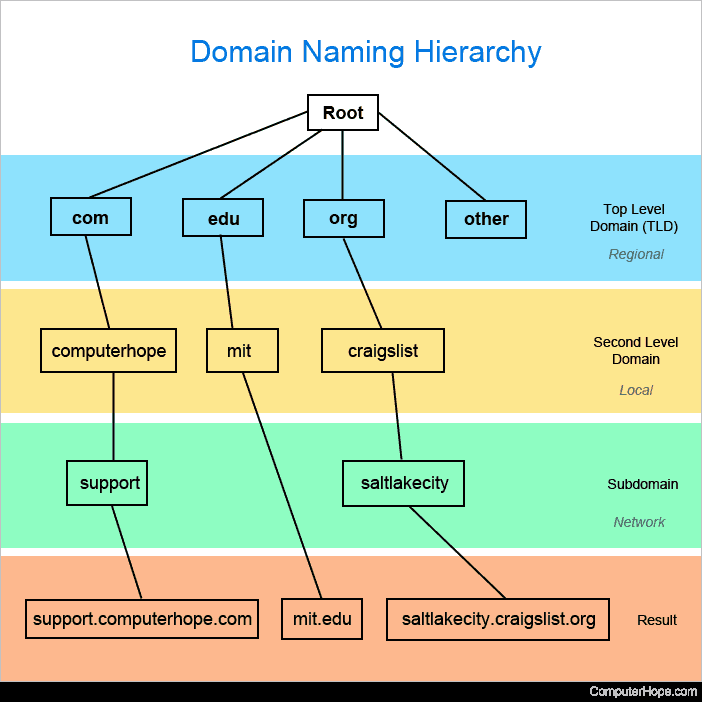 Domain Naming Hierarchy
Root
com
edu
org
other
Top Level
Domain (TLD)
Regional
computerhope
mit
craigslist
Second Level
Domain
Local
support
saltlakecity
Subdomain
Network
support.computerhope.com
mit.edu
saltlakecity.craigslist.org
Result
ComputerHope.com